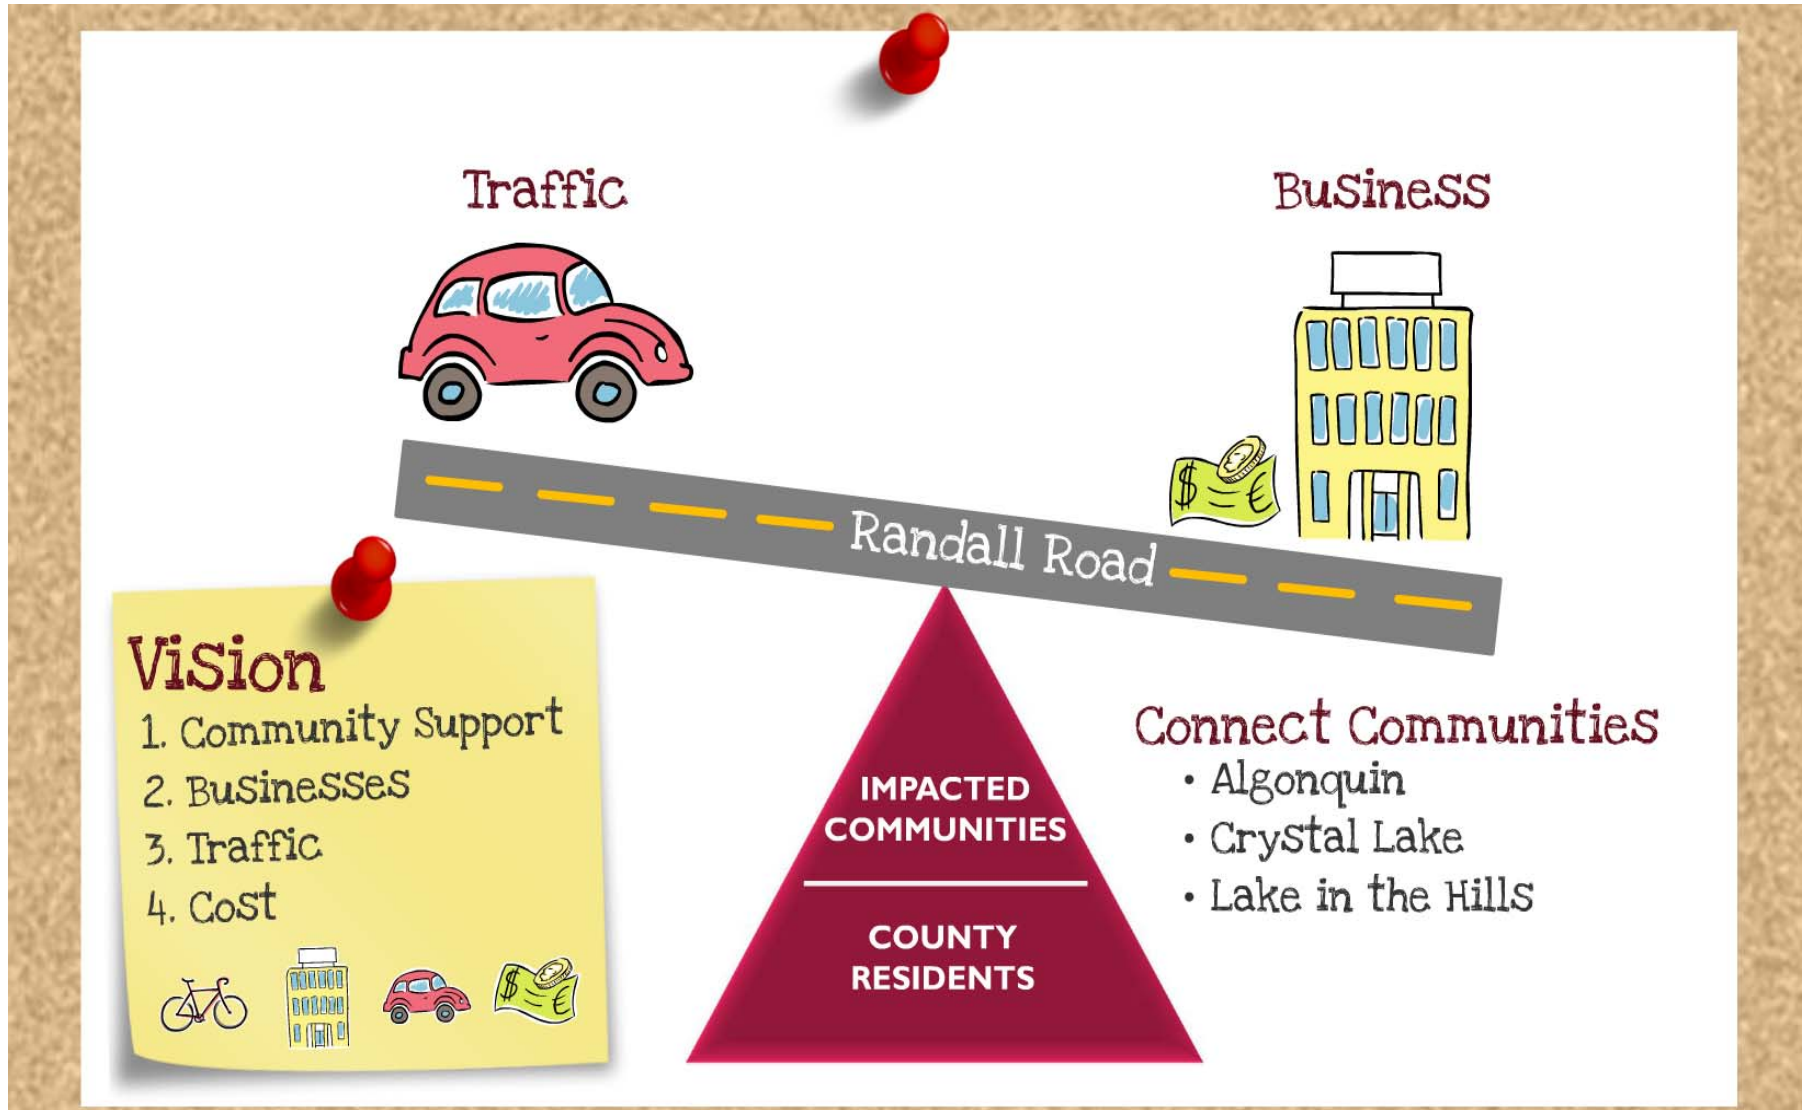 Traffic
Business
Randall Road
Vision
1. Community Support
2. Businesses
3. Traffic
4. Cost
$ €
$ €
IMPACTED
COMMUNITIES
COUNTY
RESIDENTS
Connect Communities
• Algonquin
• Crystal Lake
• Lake in the Hills